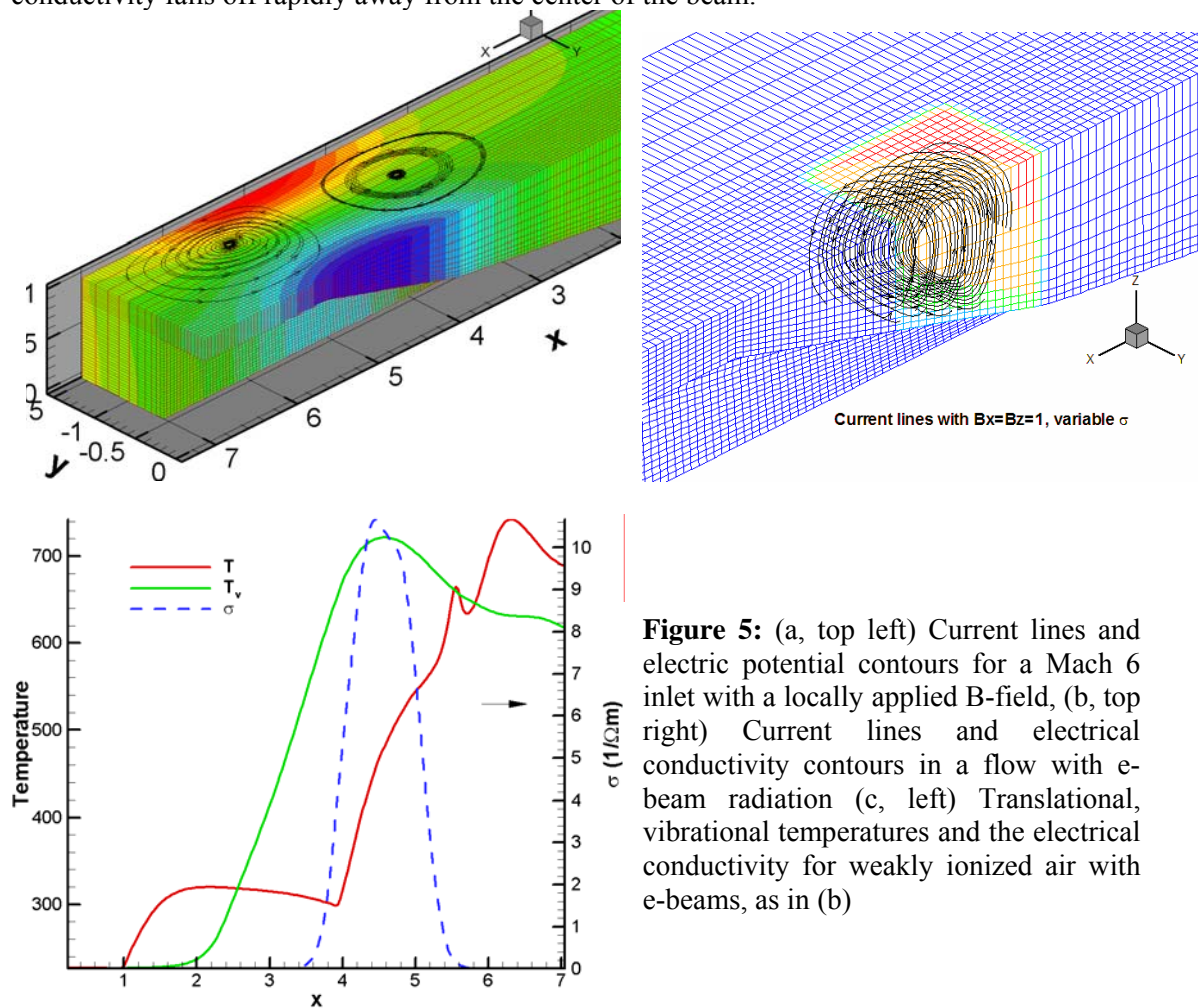 conductivity falls off rapidly away from the center of the beam.
X
Y
1
5
0
5
-1
-0.5
0
y
7
6
5
4
3
x
Z
X
Y
Current lines with Bx=Bz=1, variable σ
700
600
500
400
300
Temperature
T
Tv
σ
10
9
8
7
6
5
4
3
2
1
0
σ (1/Ωm)
1 2 3 4 5 6 7
x
Figure 5: (a, top left) Current lines and
electric potential contours for a Mach 6
inlet with a locally applied B-field, (b, top
right) Current lines and electrical
conductivity contours in a flow with e-
beam radiation (c, left) Translational,
vibrational temperatures and the electrical
conductivity for weakly ionized air with
e-beams, as in (b)